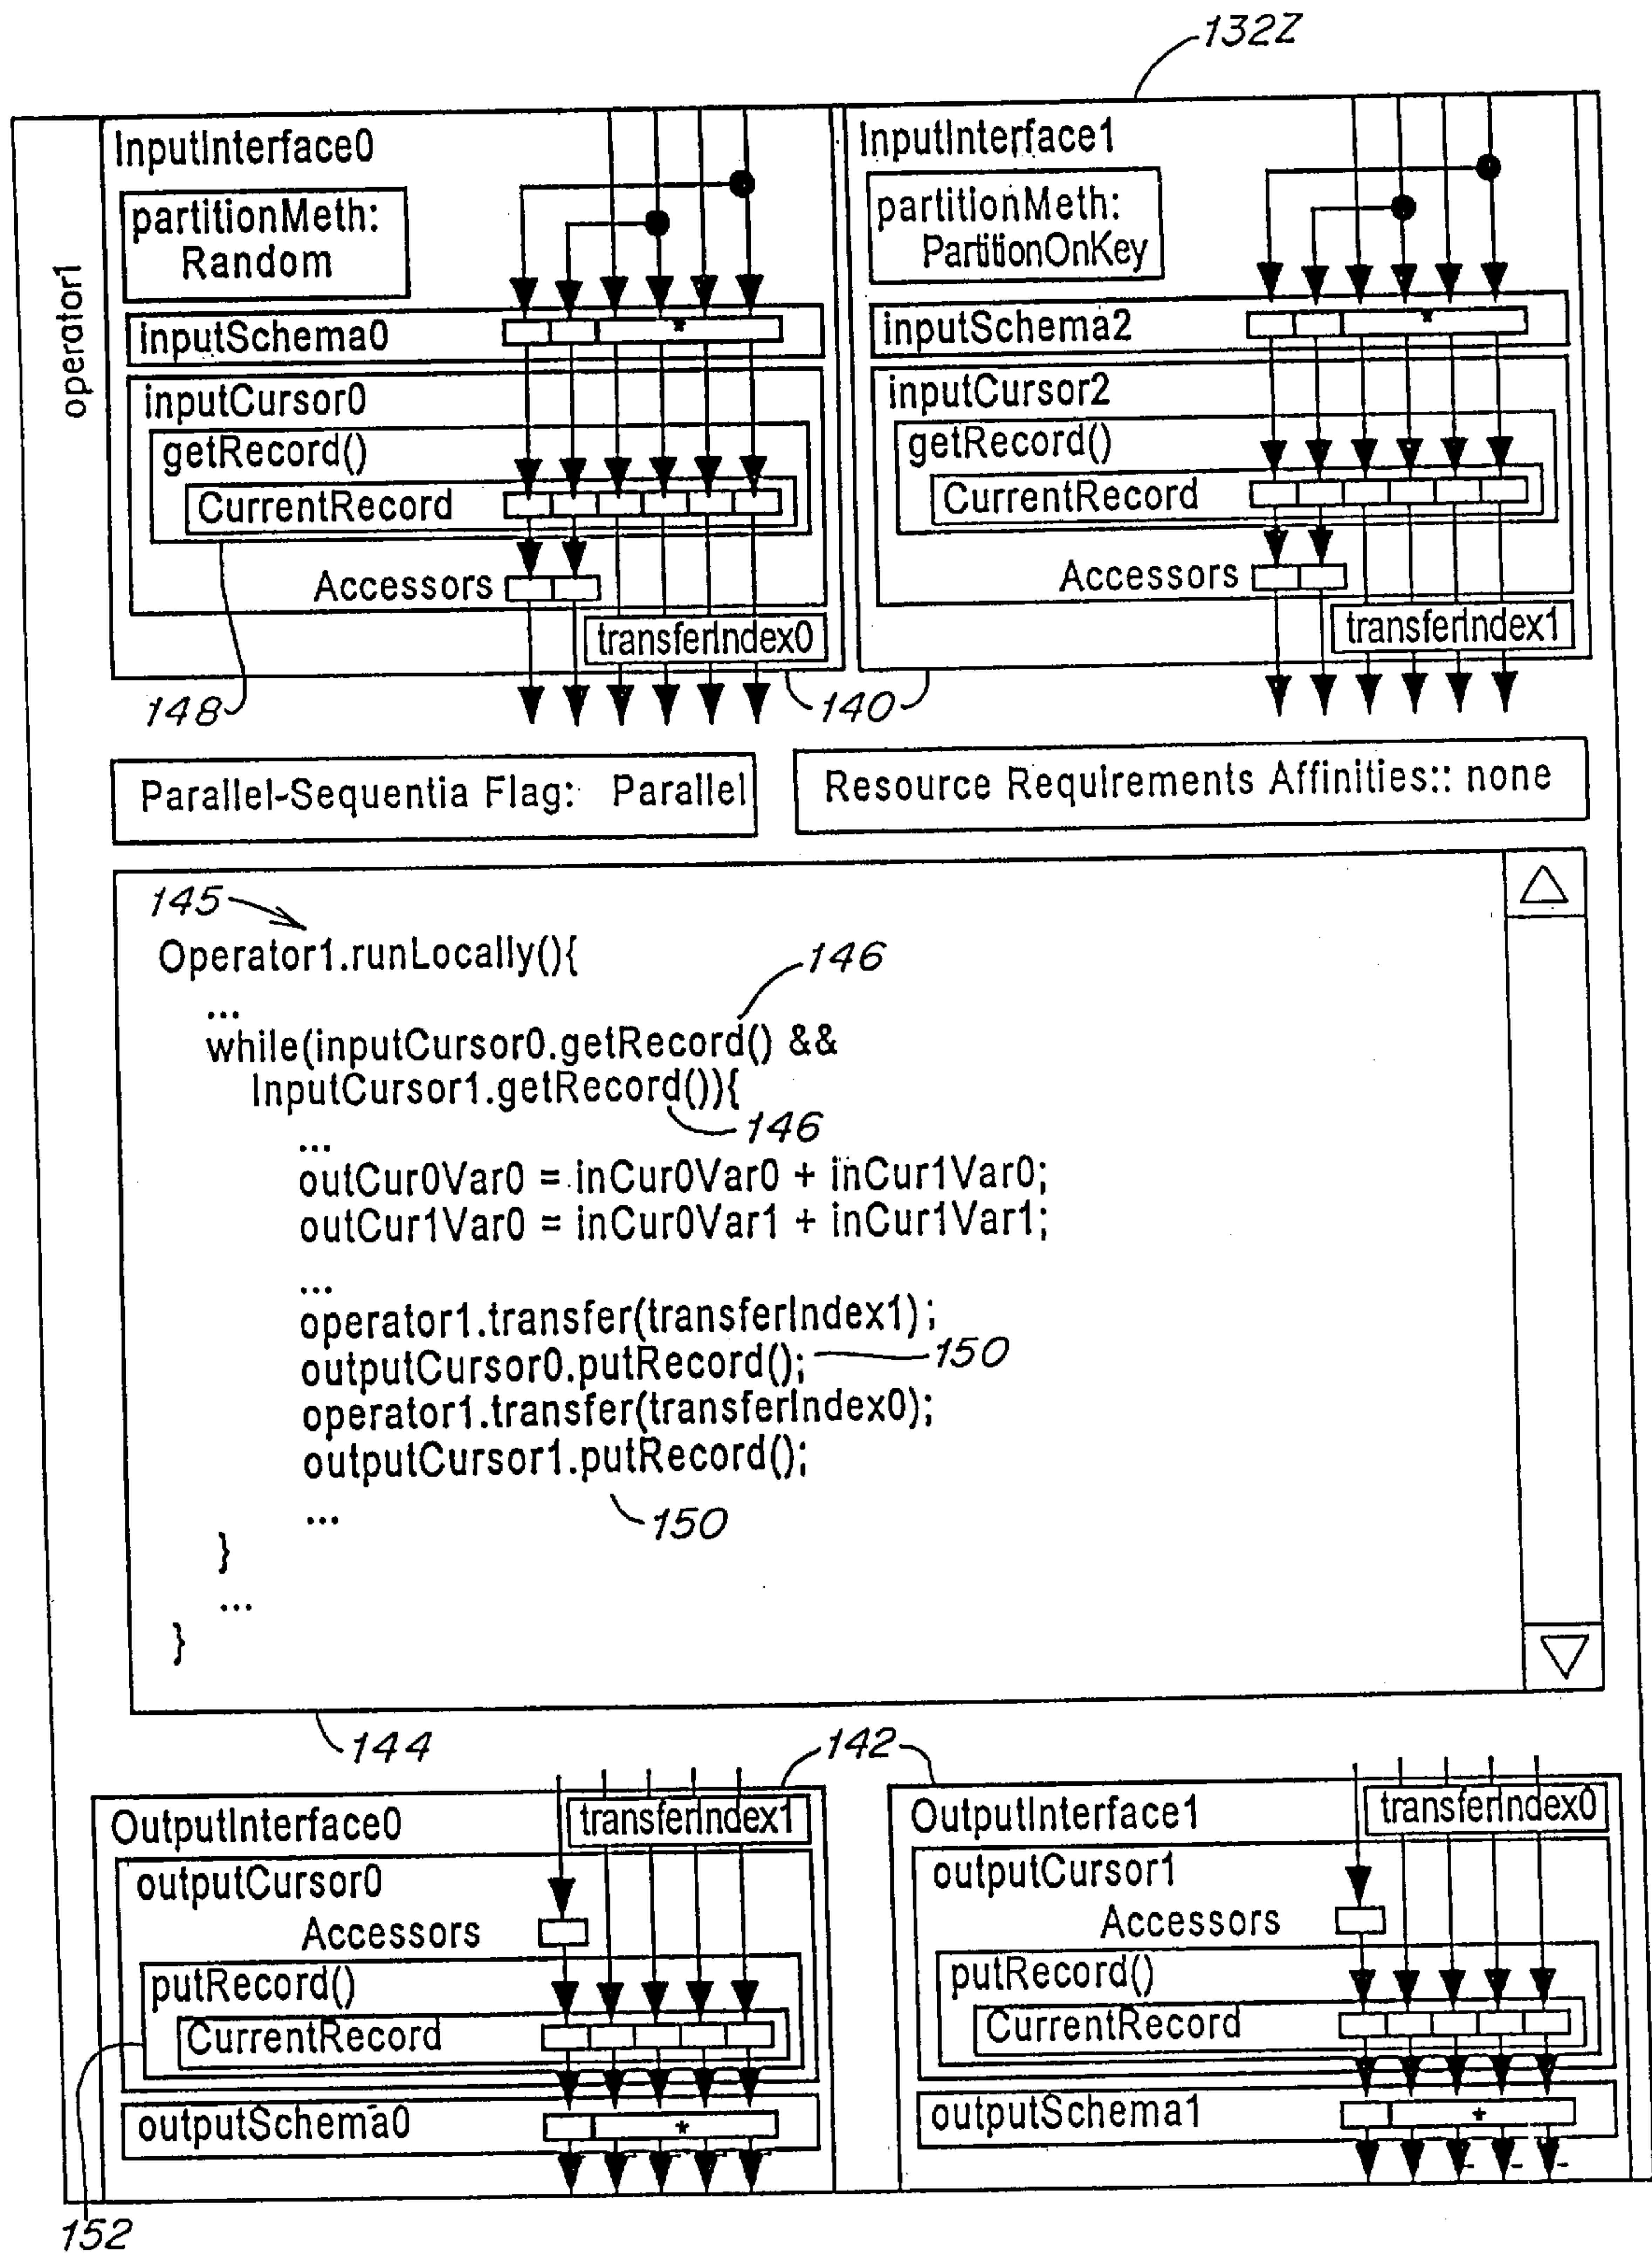 132Z
operator1
InputInterface0
partitionMeth:
Random
inputSchema0
*
inputCursor0
getRecord()
CurrentRecord
Accessors
transferIndex0
148
InputInterface1
partitionMeth:
PartitionOnKey
inputSchema2
*
inputCursor2
getRecord()
CurrentRecord
Accessors
transferIndex1
140
Parallel-Sequentia Flag: Parallel
Resource Requirements Affinities:: none
145
Operator1.runLocally(){
146
...
while(inputCursor0.getRecord() &&
InputCursor1.getRecord()){
146
...
outCur0Var0 = inCur0Var0 + inCur1Var0;
outCur1Var0 = inCur0Var1 + inCur1Var1;
...
operator1.transfer(transferIndex1);
outputCursor0.putRecord(); 150
operator1.transfer(transferIndex0);
outputCursor1.putRecord();
150
...
}
...
}
144
142
OutputInterface0
transferIndex1
outputCursor0
Accessors
putRecord()
CurrentRecord
outputSchema0
*
152
OutputInterface1
transferIndex0
outputCursor1
Accessors
putRecord()
CurrentRecord
outputSchema1
*